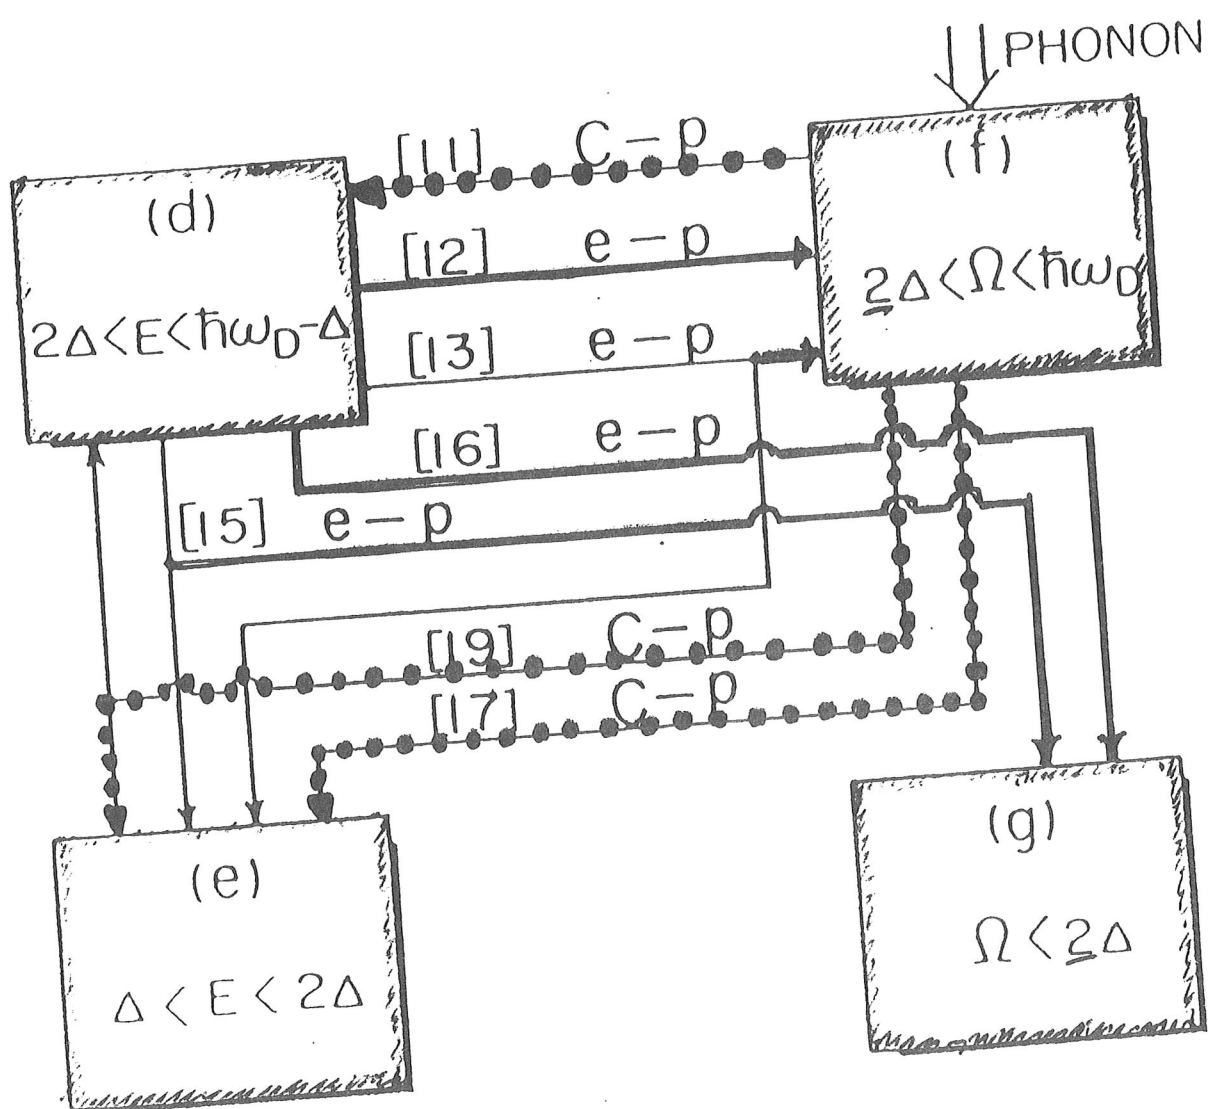 PHONON
[11] C-p
(f)
(d)
[12] e-p
2Δ<Ω<ħω_D
2Δ<E<ħω_D-Δ
[13] e-p
[16] e-p
[15] e-p
[19] C-p
[17] C-p
(g)
(e)
Ω<2Δ
Δ<E<2Δ